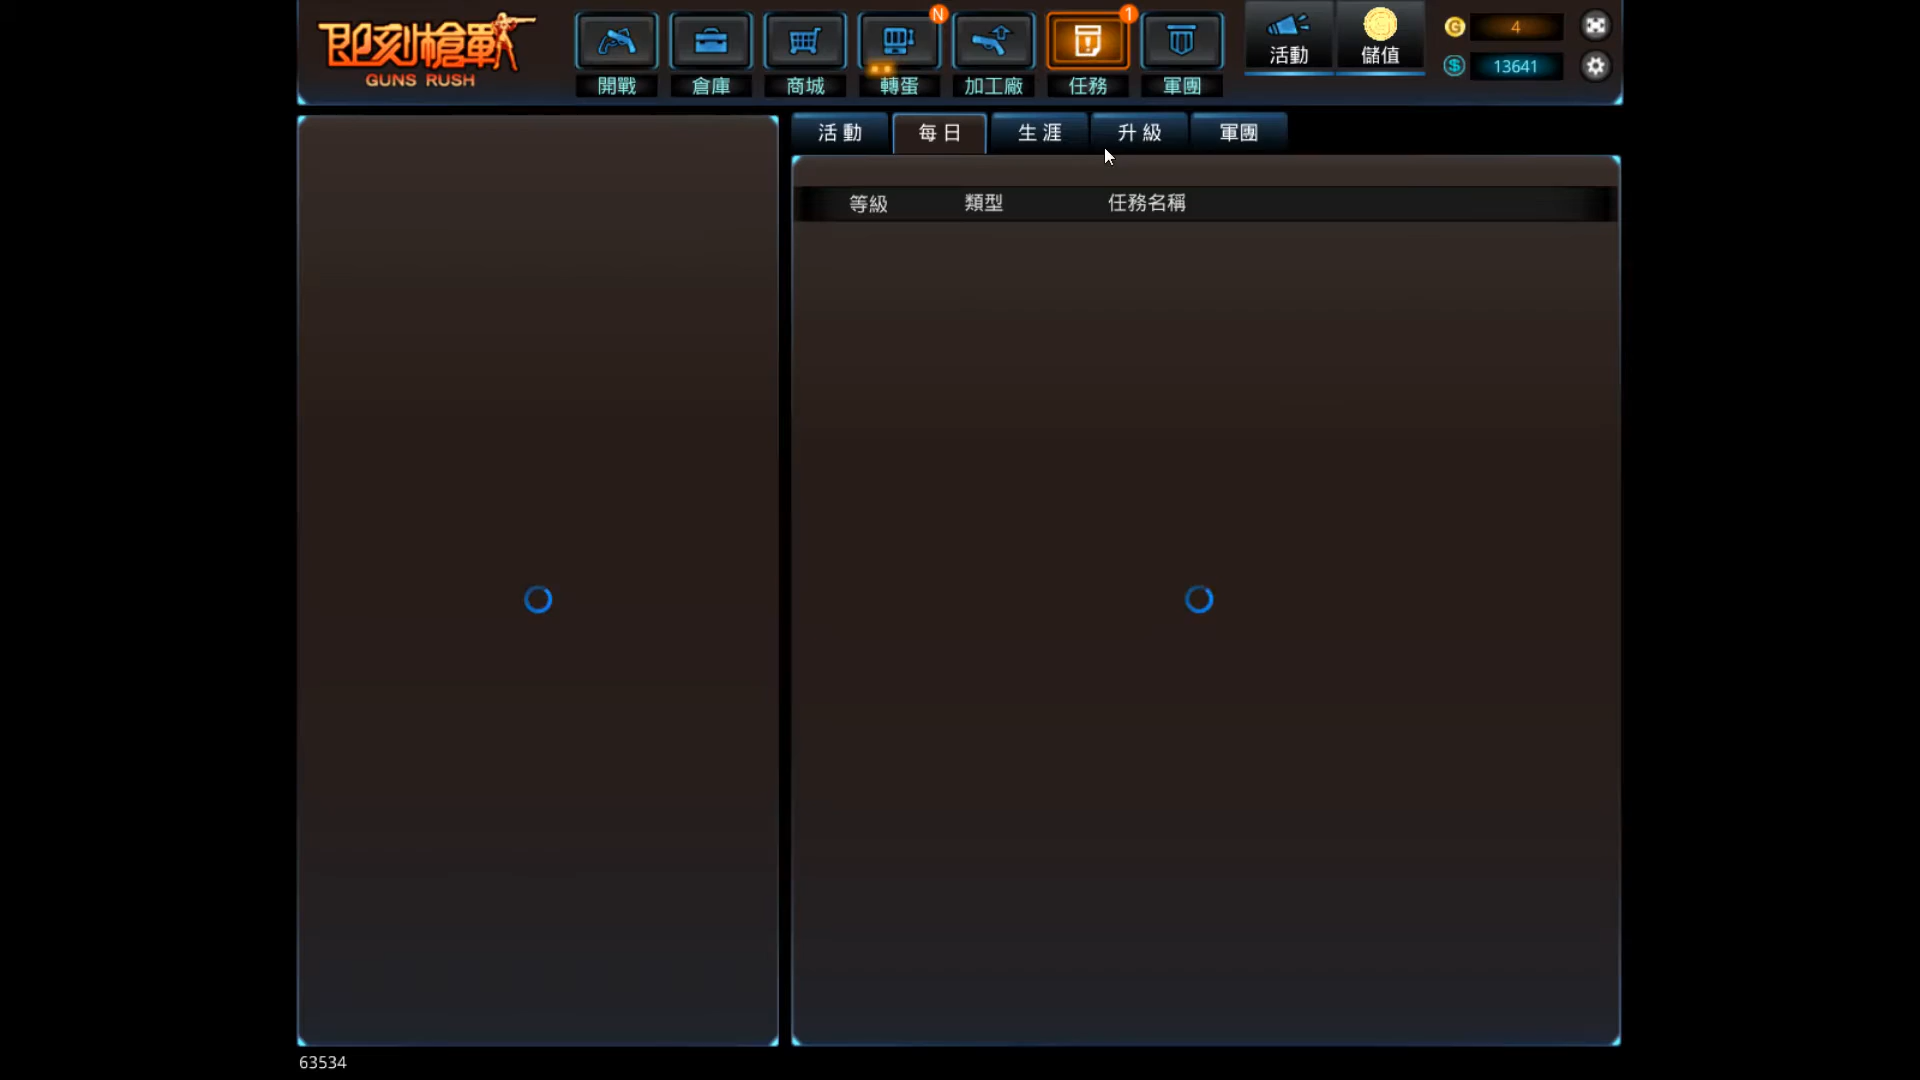 即刻槍戰
GUNS RUSH
開戰
倉庫
商城
N
轉蛋
加工廠
1
任務
軍團
活動
儲值
G 4
$ 13641
活動
每日
生涯
升級
軍團
等級
類型
任務名稱
63534